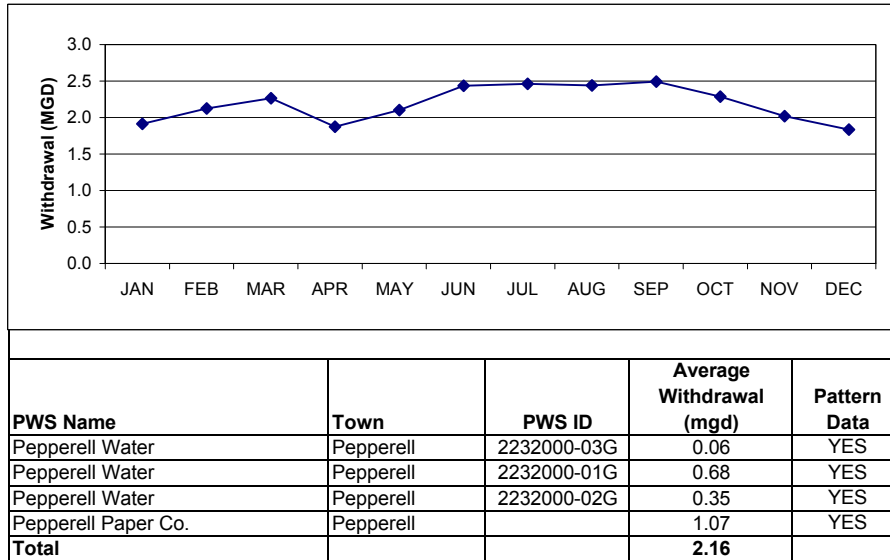 3.0
2.5
2.0
1.5
1.0
0.5
0.0
Withdrawal (MGD)
JAN FEB MAR APR MAY JUN JUL AUG SEP OCT NOV DEC
PWS Name Town PWS ID Average Withdrawal (mgd) Pattern Data
Pepperell Water Pepperell 2232000-03G 0.06 YES
Pepperell Water Pepperell 2232000-01G 0.68 YES
Pepperell Water Pepperell 2232000-02G 0.35 YES
Pepperell Paper Co. Pepperell 1.07 YES
Total 2.16